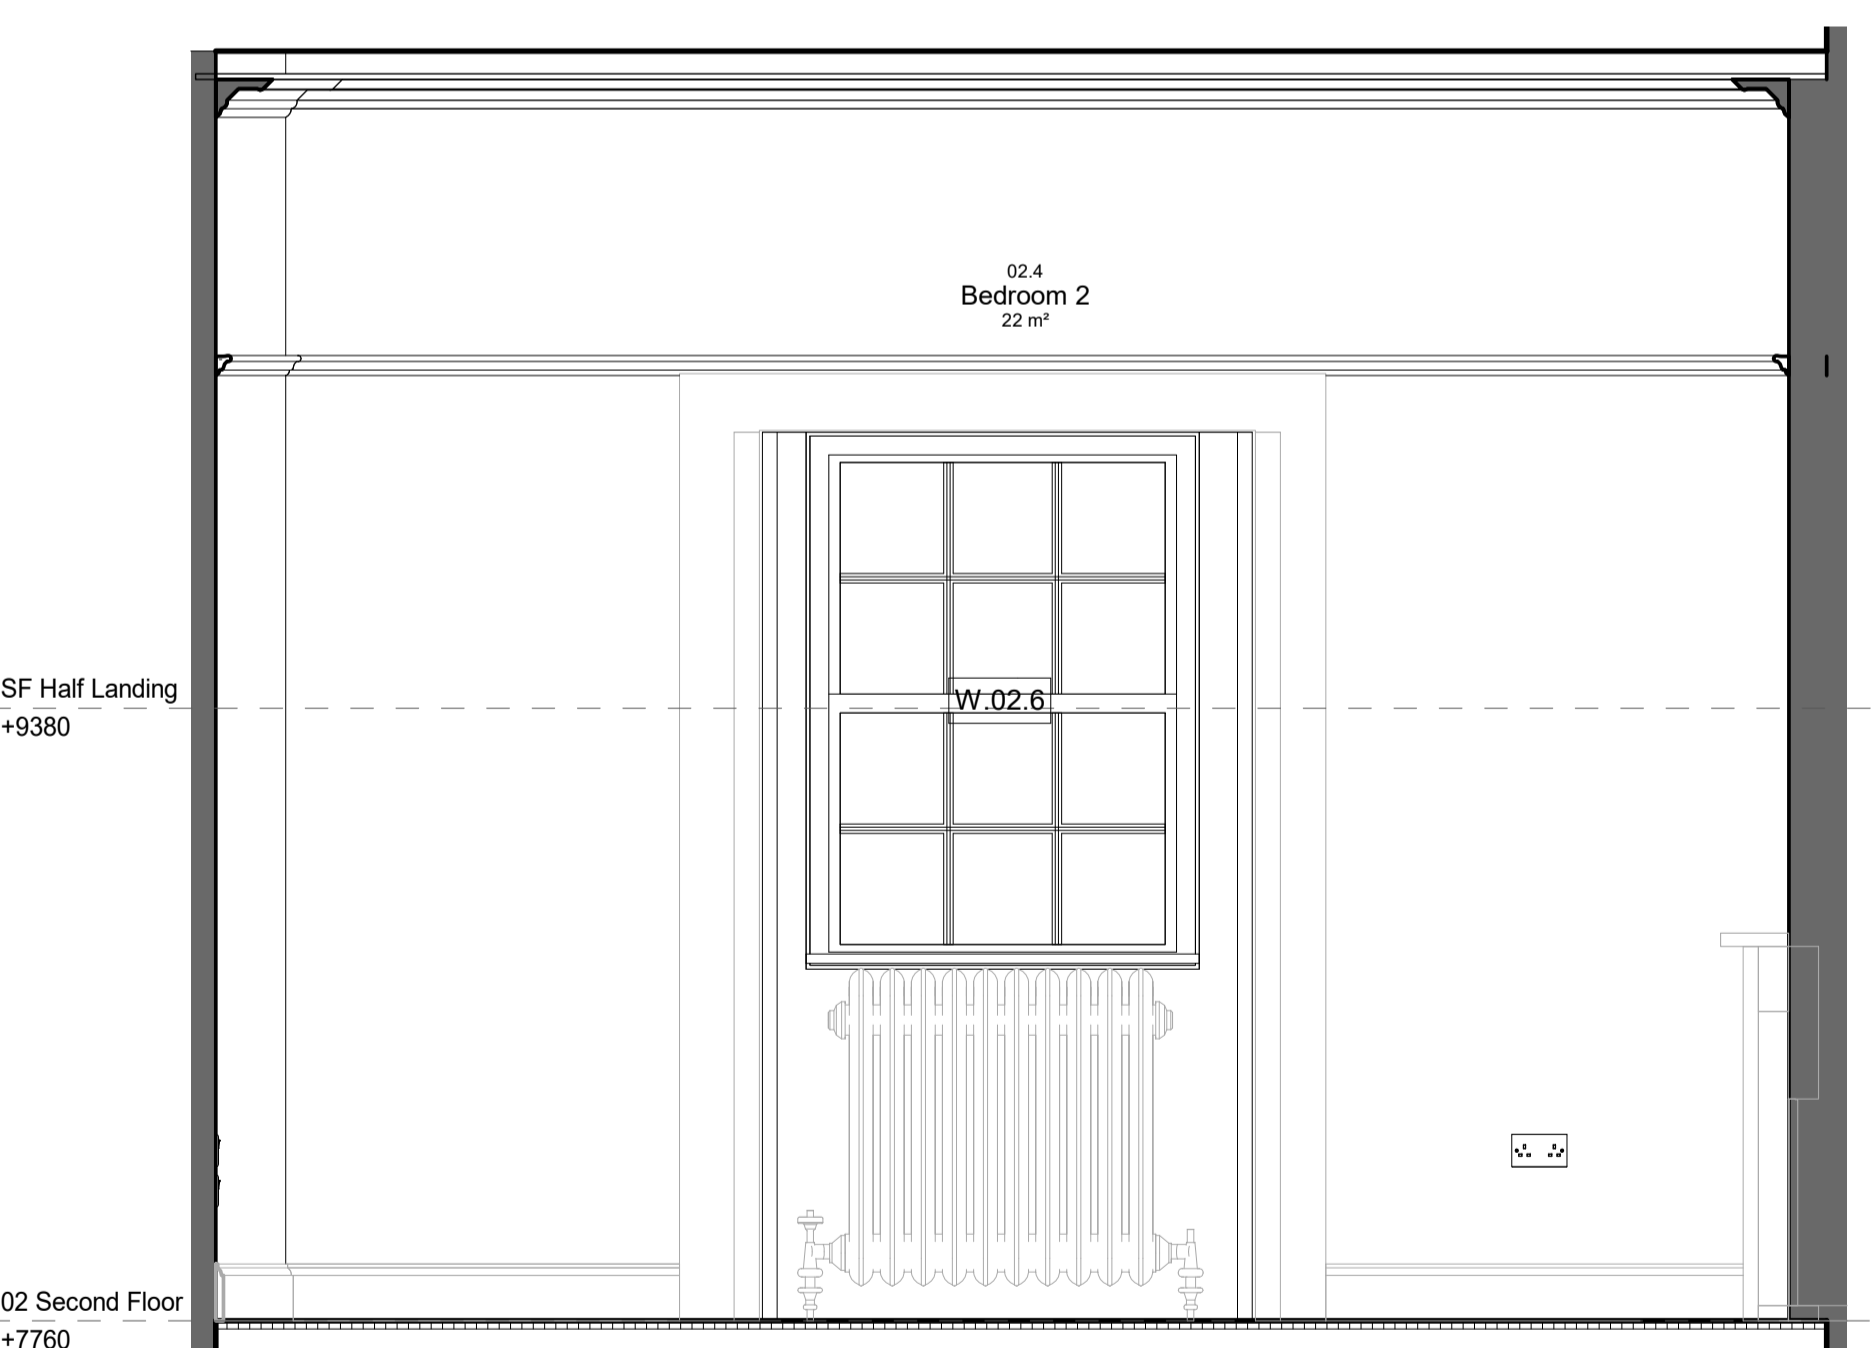 02.4
Bedroom 2
22 m²
SF Half Landing
+9380
W.02.6
02 Second Floor
+7760